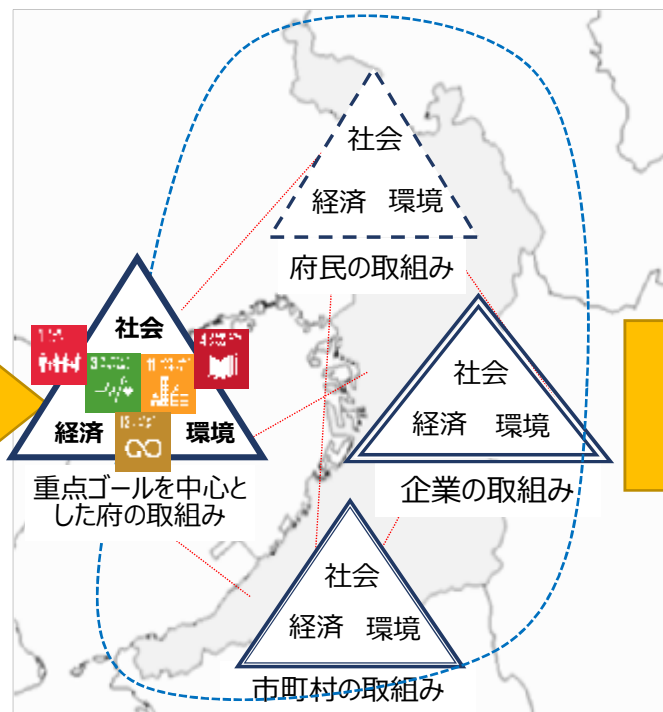 社会
経済 環境
府民の取組み
社会
経済 環境
重点ゴールを中心と
した府の取組み
社会
経済 環境
企業の取組み
社会
経済 環境
市町村の取組み